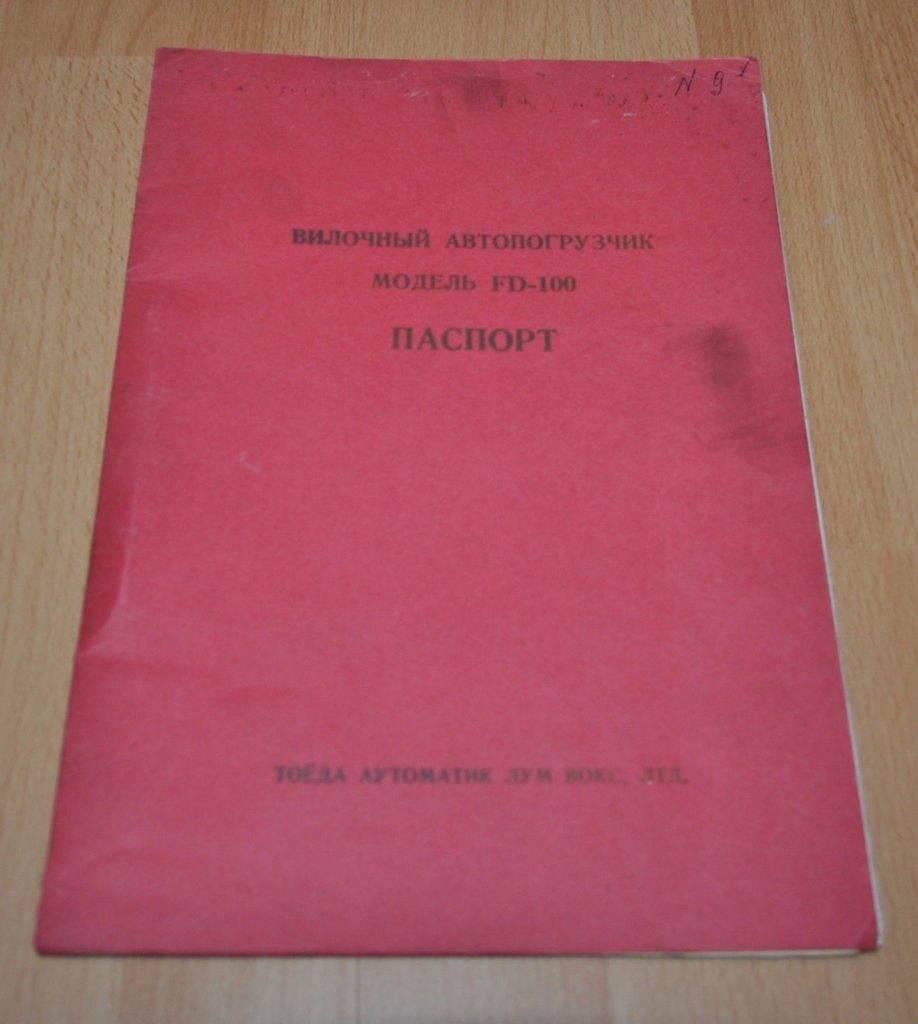 N 9
ВИЛОЧНЫЙ АВТОПОГРУЗЧИК
МОДЕЛЬ FD-100
ПАСПОРТ
ТОЁДА АУТОМАТИК ЛУМ ВОКС, ЛТД.